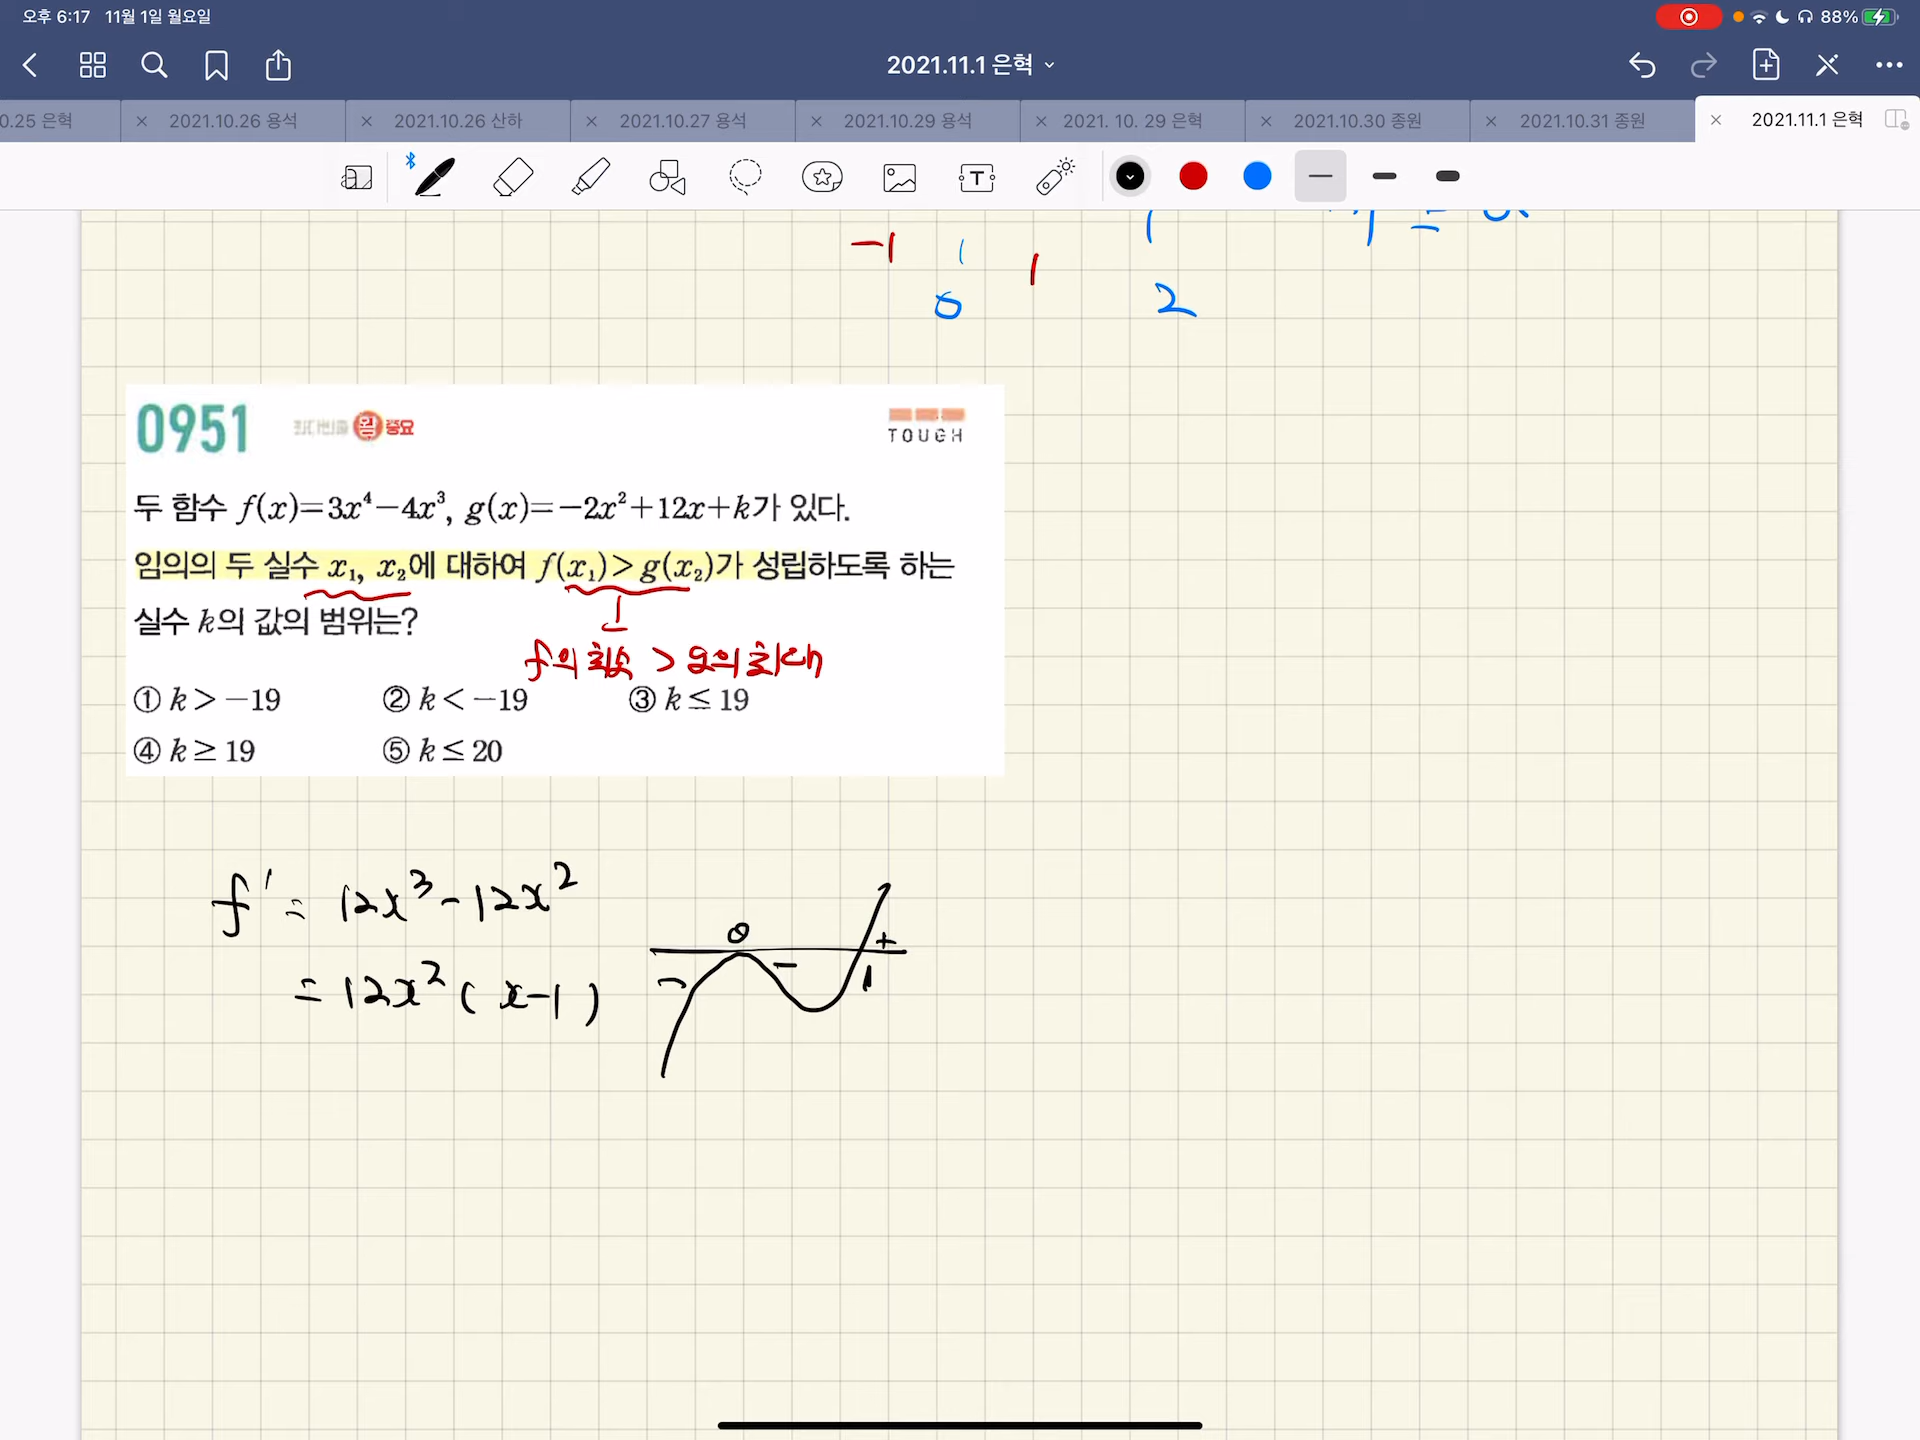 오후 6:17 11월 1일 월요일
88%
2021.11.1 은혁
0.25 은혁
2021.10.26 용석
2021.10.26 산하
2021.10.27 용석
2021.10.29 용석
2021. 10. 29 은혁
2021.10.30 종원
2021.10.31 종원
2021.11.1 은혁
-1 1 1
0 2
0951 왕중요 TOUGH
두 함수 f(x)=3x⁴-4x³, g(x)=-2x²+12x+k가 있다.
임의의 두 실수 x₁, x₂에 대하여 f(x₁)>g(x₂)가 성립하도록 하는
실수 k의 값의 범위는?
f의 최소 > g의 최대
① k>-19 ② k<-19 ③ k≤19
④ k≥19 ⑤ k≤20
f' = 12x³-12x²
= 12x²(x-1)
0 +
- - 1